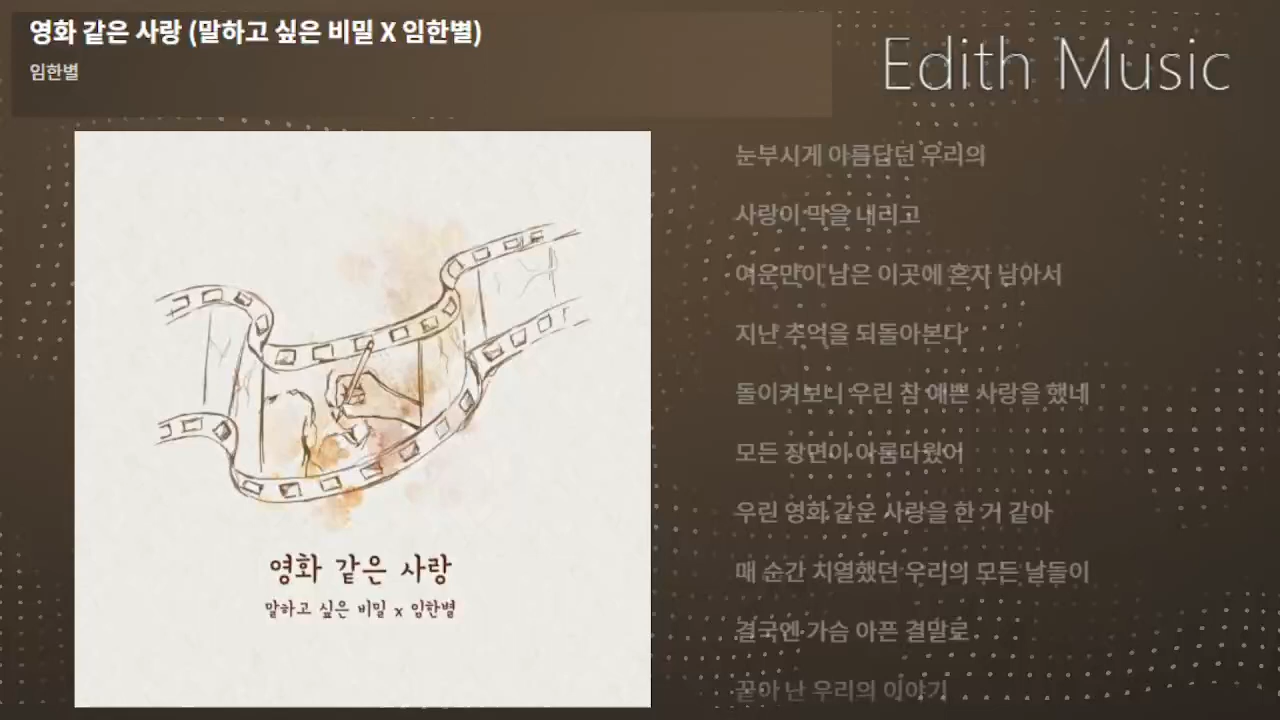 영화 같은 사랑 (말하고 싶은 비밀 X 임한별)
임한별
Edith Music
눈부시게 아름답던 우리의
사랑이 막을 내리고
여운만이 남은 이곳에 혼자 남아서
지난 추억을 되돌아본다
돌이켜보니 우린 참 예쁜 사랑을 했네
모든 장면이 아름다웠어
우린 영화 같은 사랑을 한 거 같아
매 순간 치열했던 우리의 모든 날들이
결국엔 가슴 아픈 결말로
끝이 난 우리의 이야기
영화 같은 사랑
말하고 싶은 비밀 x 임한별